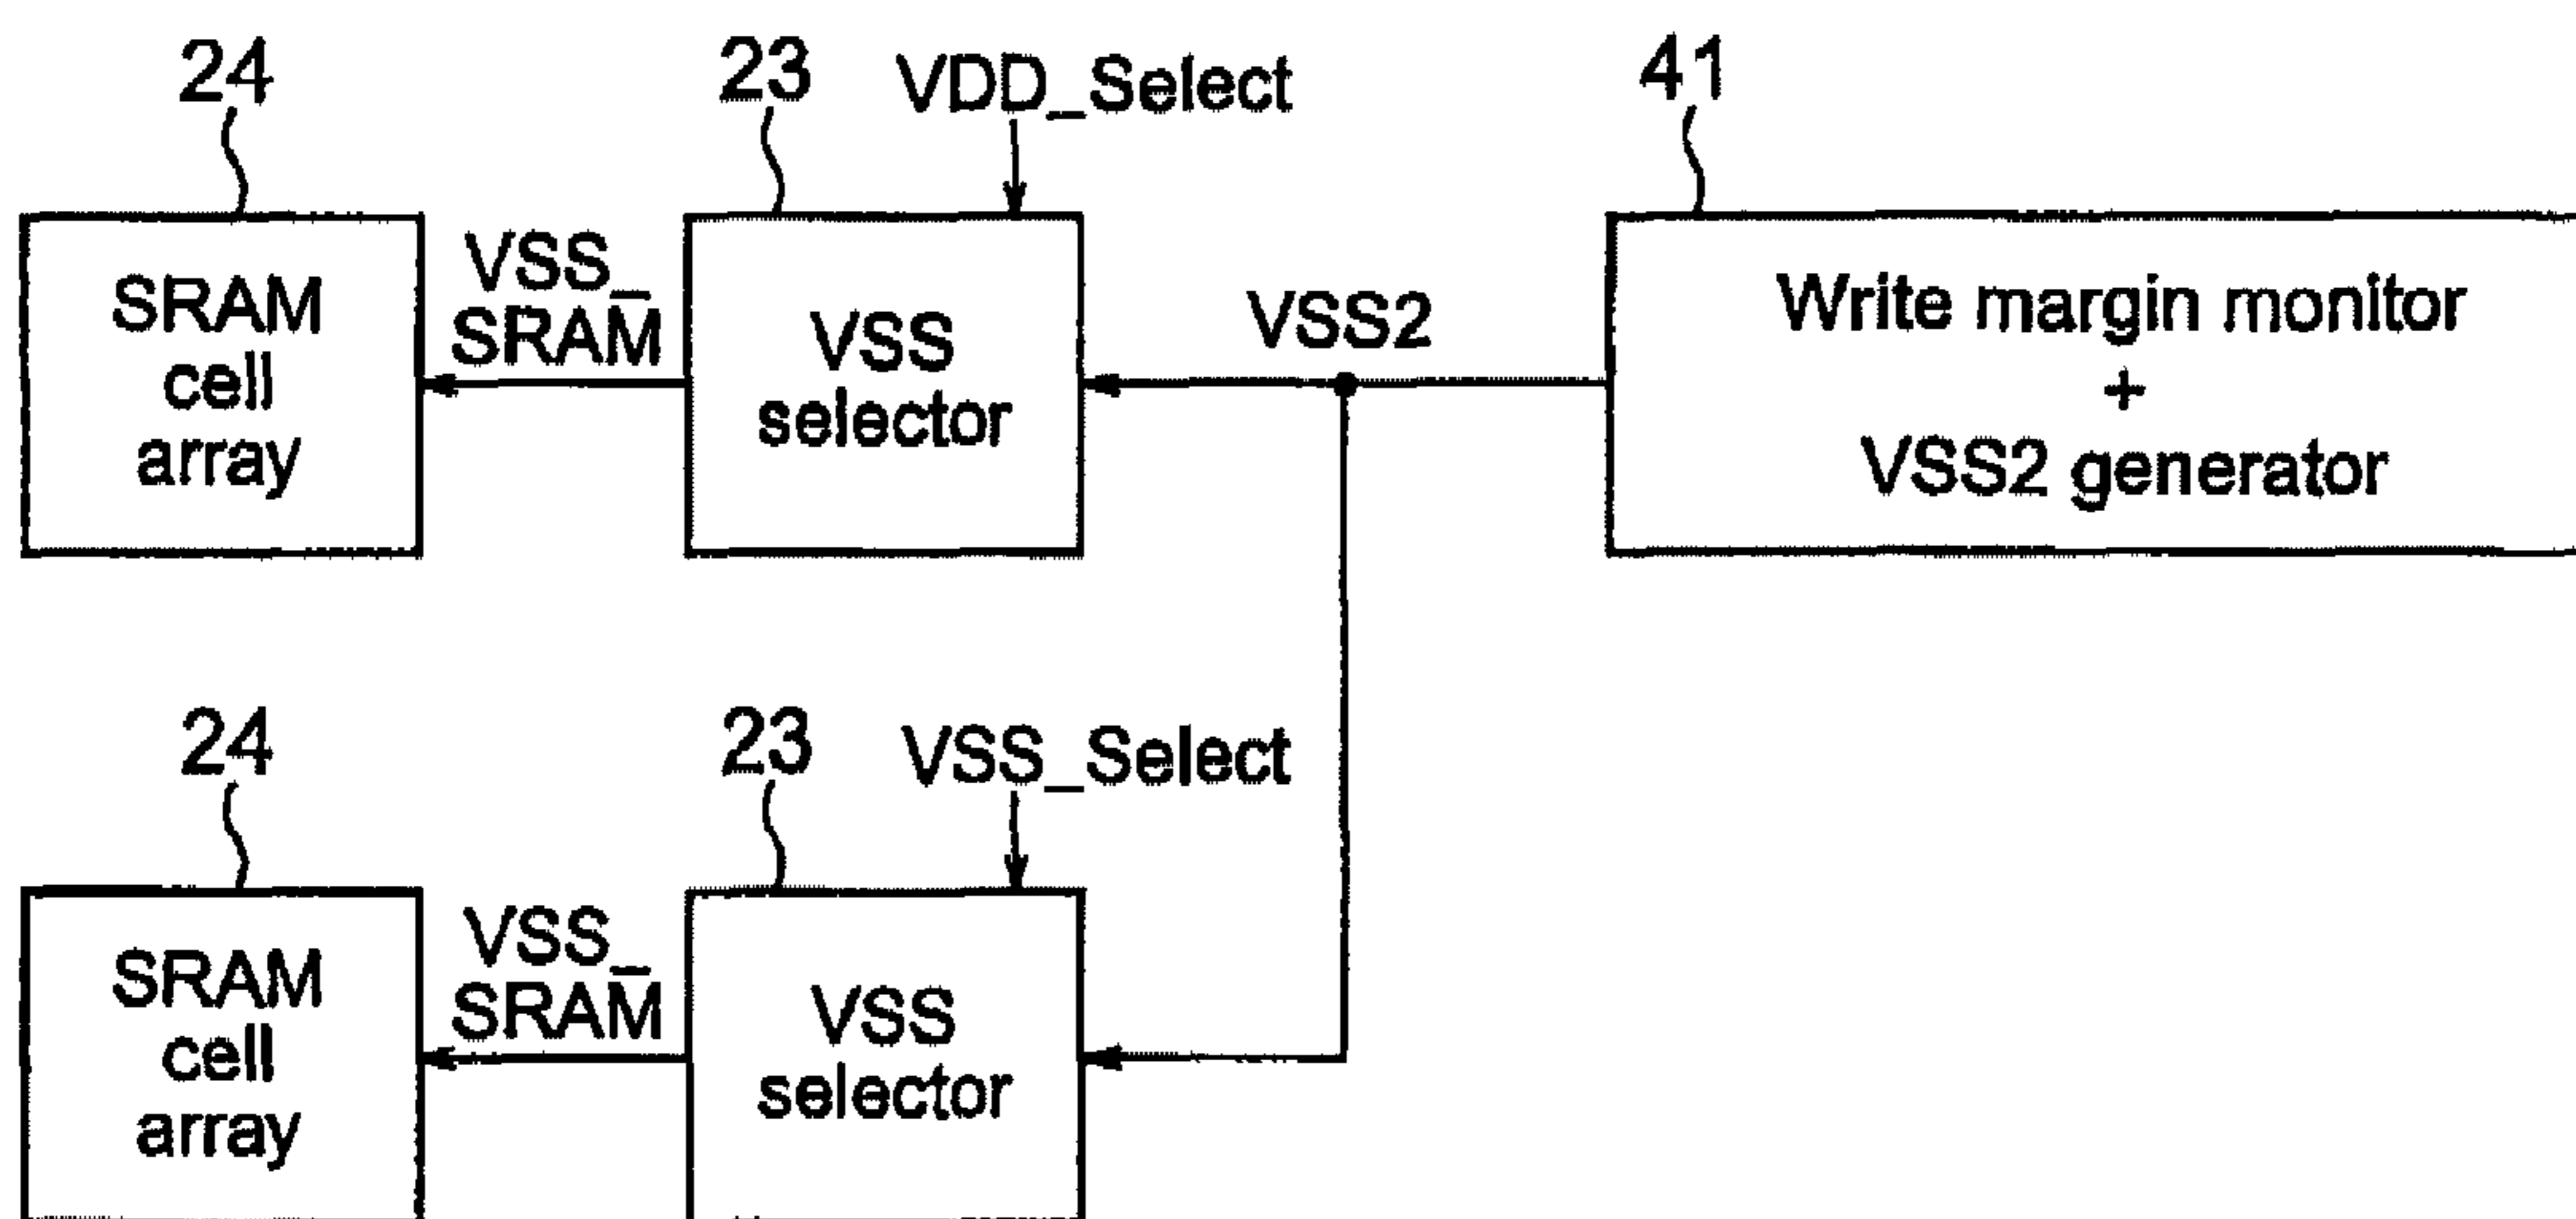 24
23
VDD_Select
41
SRAM
cell
array
VSS_
SRAM
VSS
selector
VSS2
Write margin monitor
+
VSS2 generator
24
23
VSS_Select
SRAM
cell
array
VSS_
SRAM
VSS
selector